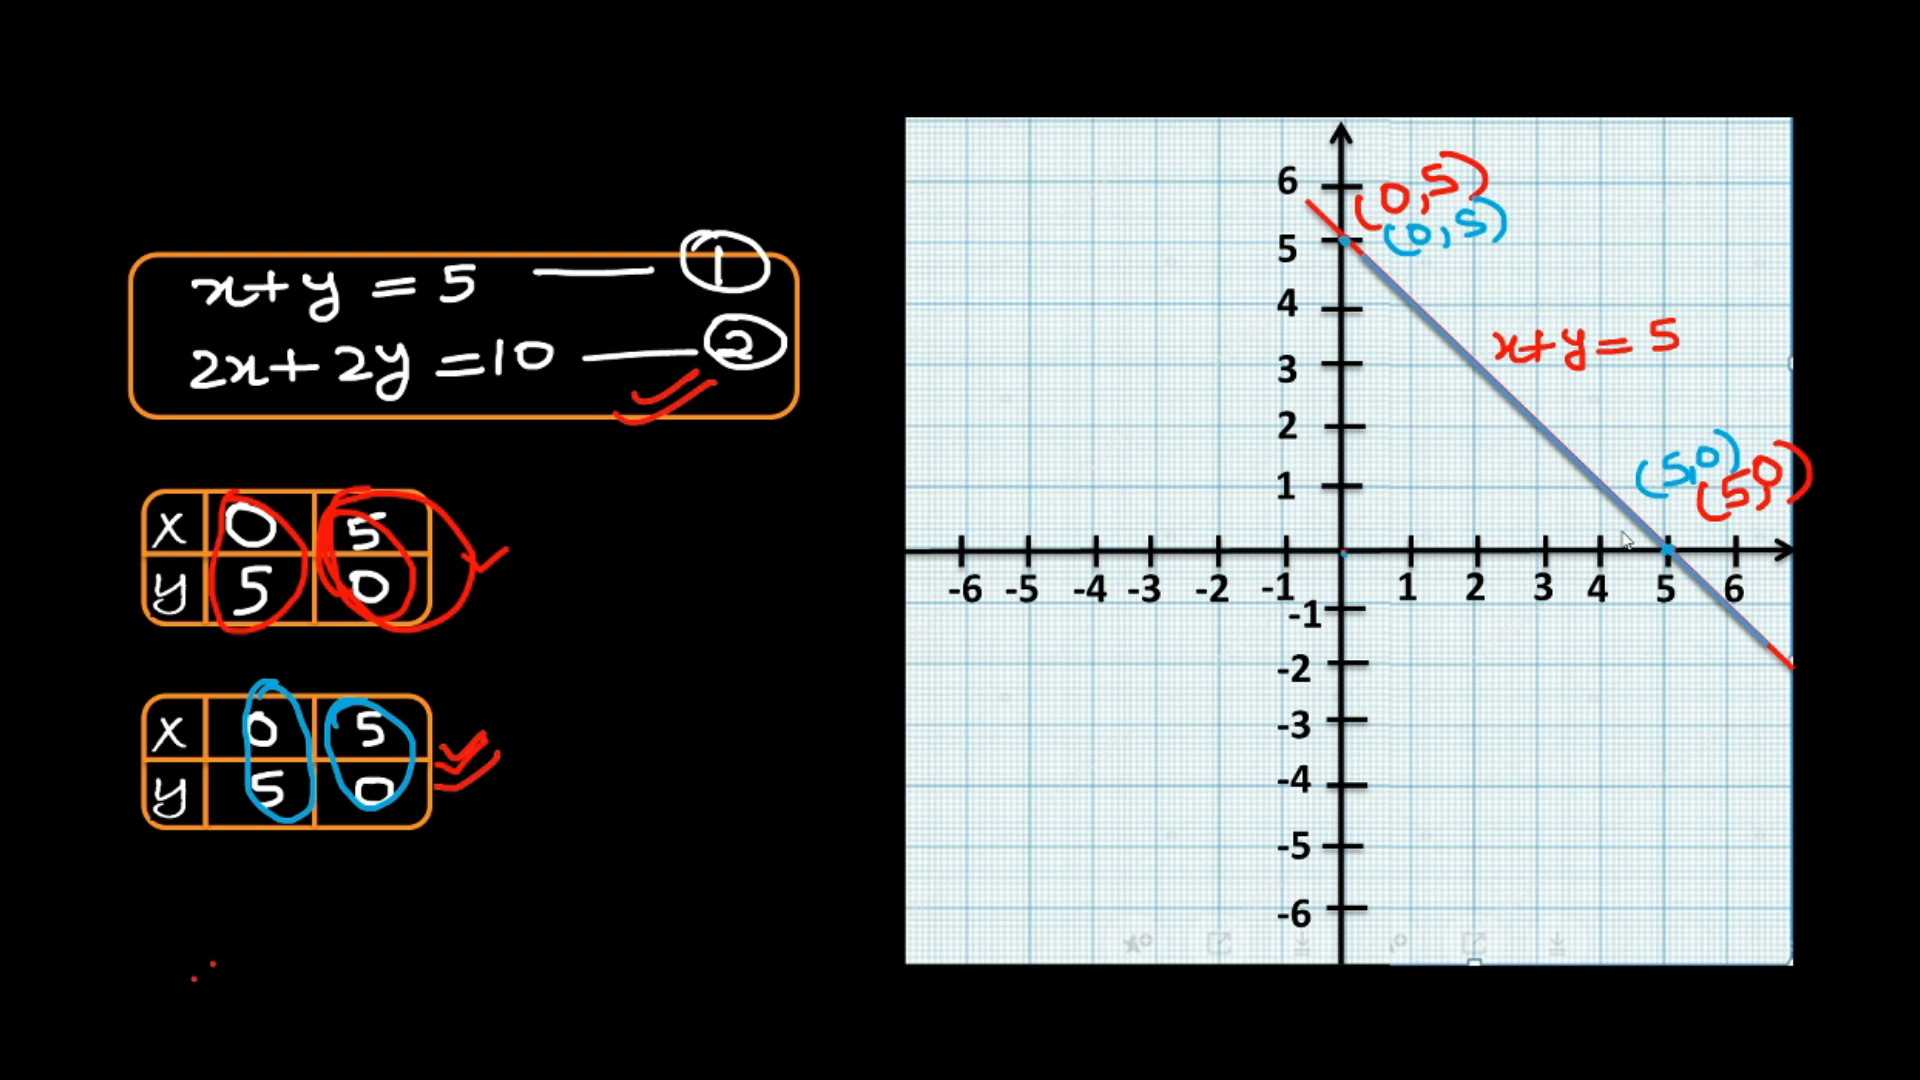 x+y = 5 —— 1
2x+2y = 10 —— 2
x 0 5
y 5 0
x 0 5
y 5 0
6
(0,5)
(0,5)
5
4
x+y = 5
3
2
(5,0)
(5,0)
1
-6 -5 -4 -3 -2 -1 1 2 3 4 5 6
-1
-2
-3
-4
-5
-6